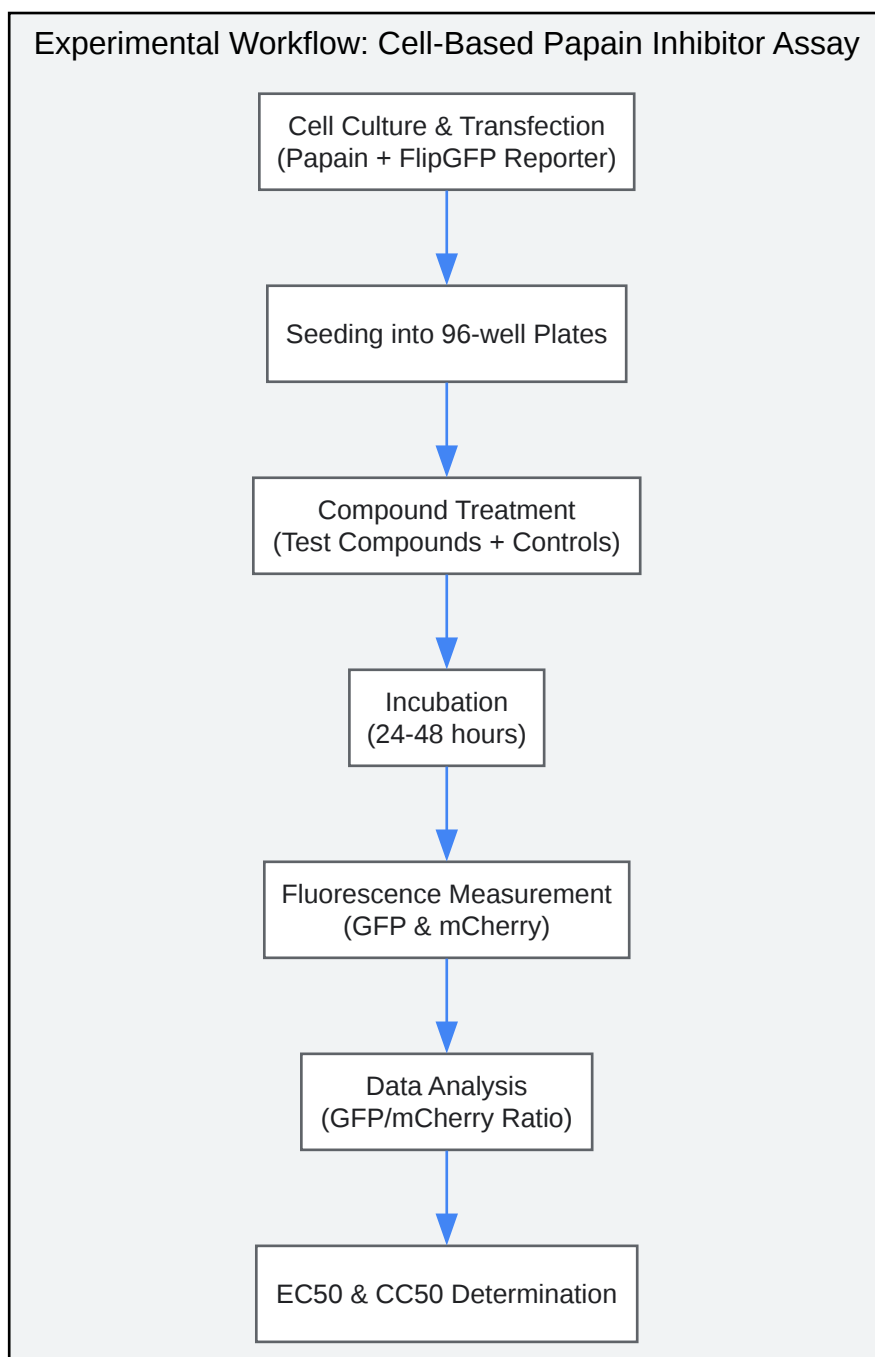 Experimental Workflow: Cell-Based Papain Inhibitor Assay
Cell Culture & Transfection
(Papain + FlipGFP Reporter)
Seeding into 96-well Plates
Compound Treatment
(Test Compounds + Controls)
Incubation
(24-48 hours)
Fluorescence Measurement
(GFP & mCherry)
Data Analysis
(GFP/mCherry Ratio)
EC50 & CC50 Determination